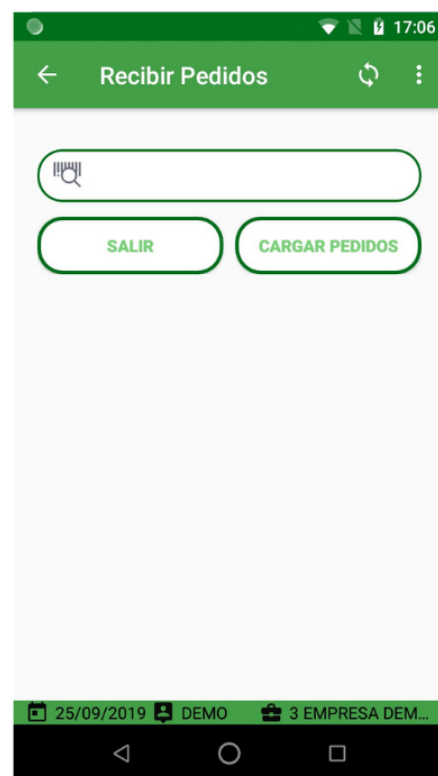 17:06
Recibir Pedidos
SALIR
CARGAR PEDIDOS
25/09/2019 DEMO 3 EMPRESA DEM...